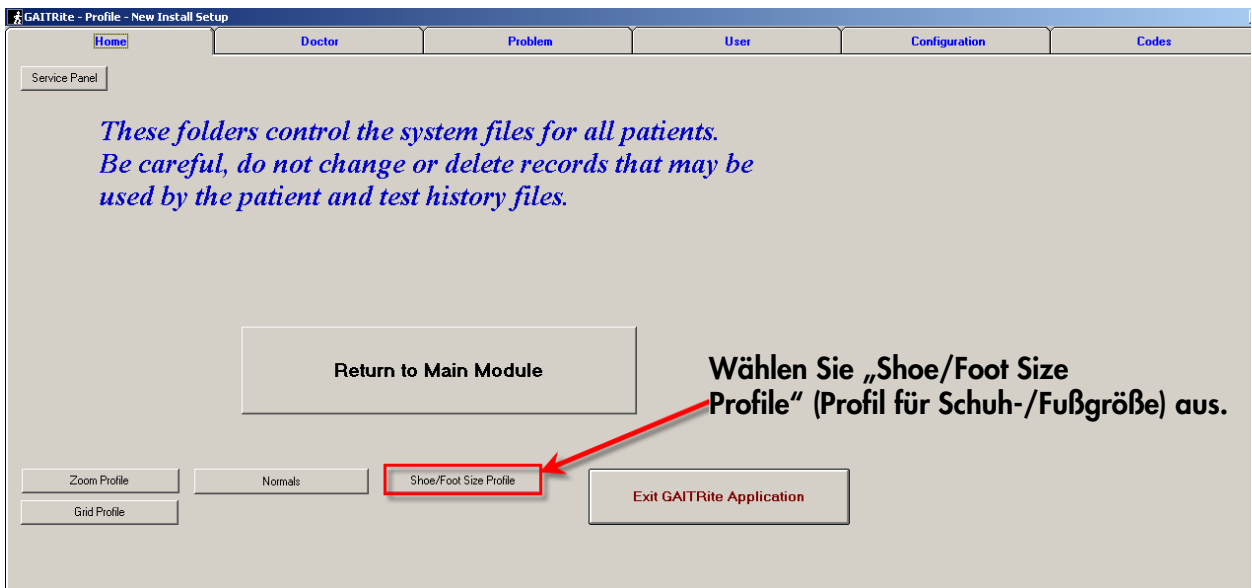 GAITRite - Profile - New Install Setup
Home Doctor Problem User Configuration Codes
Service Panel
These folders control the system files for all patients.
Be careful, do not change or delete records that may be
used by the patient and test history files.
Return to Main Module
Wählen Sie „Shoe/Foot Size
Profile“ (Profil für Schuh-/Fußgröße) aus.
Zoom Profile Normals Shoe/Foot Size Profile
Exit GAITRite Application
Grid Profile